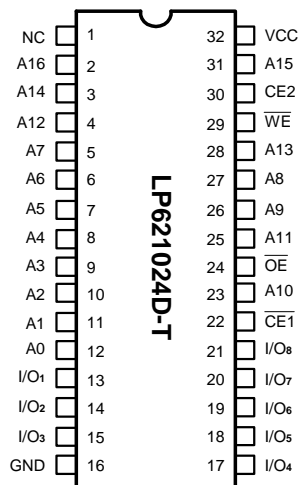 NC 1 32 VCC
A16 2 31 A15
A14 3 30 CE2
A12 4 29 W̅E̅
A7 5 28 A13
A6 6 27 A8
A5 7 26 A9
A4 8 25 A11
A3 9 24 O̅E̅
A2 10 23 A10
A1 11 22 C̅E̅1̅
A0 12 21 I/O₈
I/O₁ 13 20 I/O₇
I/O₂ 14 19 I/O₆
I/O₃ 15 18 I/O₅
GND 16 17 I/O₄
LP621024D-T